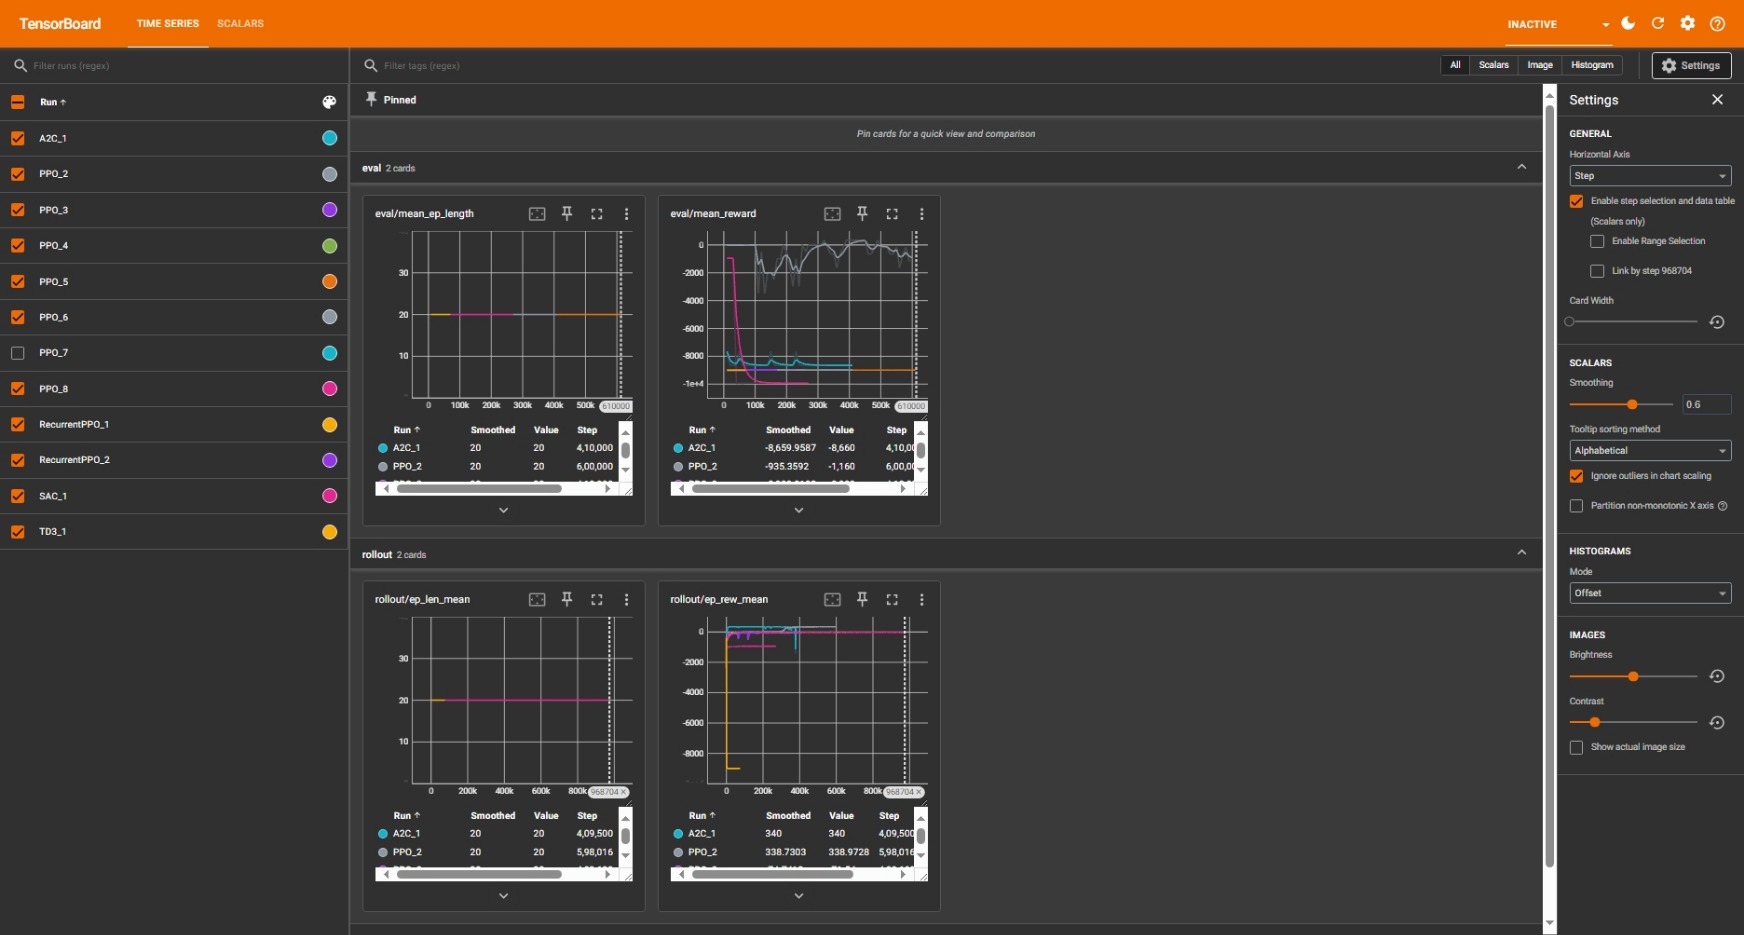 TensorBoard TIME SERIES SCALARS INACTIVE
Filter runs (regex)
Filter tags (regex)
All Scalars Image Histogram Settings
Run ↑
A2C_1
PPO_2
PPO_3
PPO_4
PPO_5
PPO_6
PPO_7
PPO_8
RecurrentPPO_1
RecurrentPPO_2
SAC_1
TD3_1
Pinned
Pin cards for a quick view and comparison
eval 2 cards
eval/mean_ep_length
30
20
10
0 100k 200k 300k 400k 500k 610000
Run ↑ Smoothed Value Step
A2C_1 20 20 4,10,000
PPO_2 20 20 6,00,000
eval/mean_reward
0
-2000
-4000
-6000
-8000
-1e+4
0 100k 200k 300k 400k 500k 610000
Run ↑ Smoothed Value Step
A2C_1 -8,659.9587 -8,660 4,10,00
PPO_2 -935.3592 -1,160 6,00,00
rollout 2 cards
rollout/ep_len_mean
30
20
10
0 200k 400k 600k 800k 968704 ×
Run ↑ Smoothed Value Step
A2C_1 20 20 4,09,500
PPO_2 20 20 5,98,016
rollout/ep_rew_mean
0
-2000
-4000
-6000
-8000
0 200k 400k 600k 800k 968704 ×
Run ↑ Smoothed Value Step
A2C_1 340 340 4,09,500
PPO_2 338.7303 338.9728 5,98,016
Settings
GENERAL
Horizontal Axis
Step
Enable step selection and data table
(Scalars only)
Enable Range Selection
Link by step 968704
Card Width
SCALARS
Smoothing
0.6
Tooltip sorting method
Alphabetical
Ignore outliers in chart scaling
Partition non-monotonic X axis
HISTOGRAMS
Mode
Offset
IMAGES
Brightness
Contrast
Show actual image size